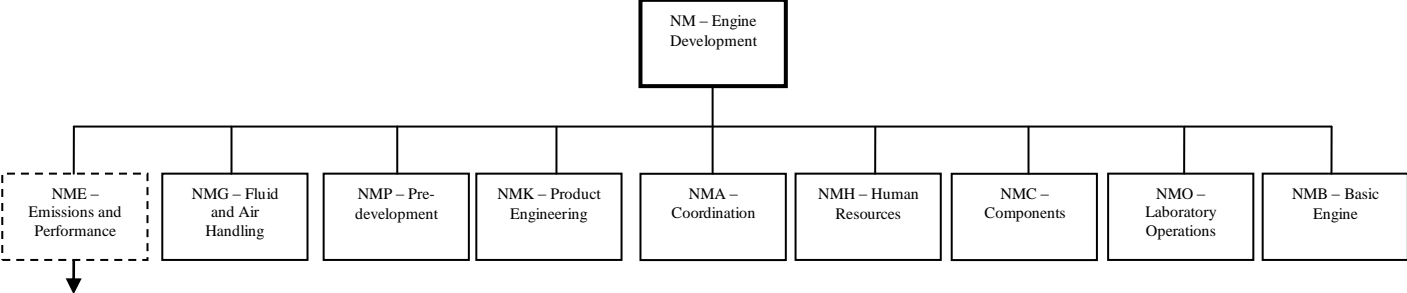 NM – Engine
Development
NME –
Emissions and
Performance
NMG – Fluid
and Air
Handling
NMP – Pre-
development
NMK – Product
Engineering
NMA –
Coordination
NMH – Human
Resources
NMC –
Components
NMO –
Laboratory
Operations
NMB – Basic
Engine